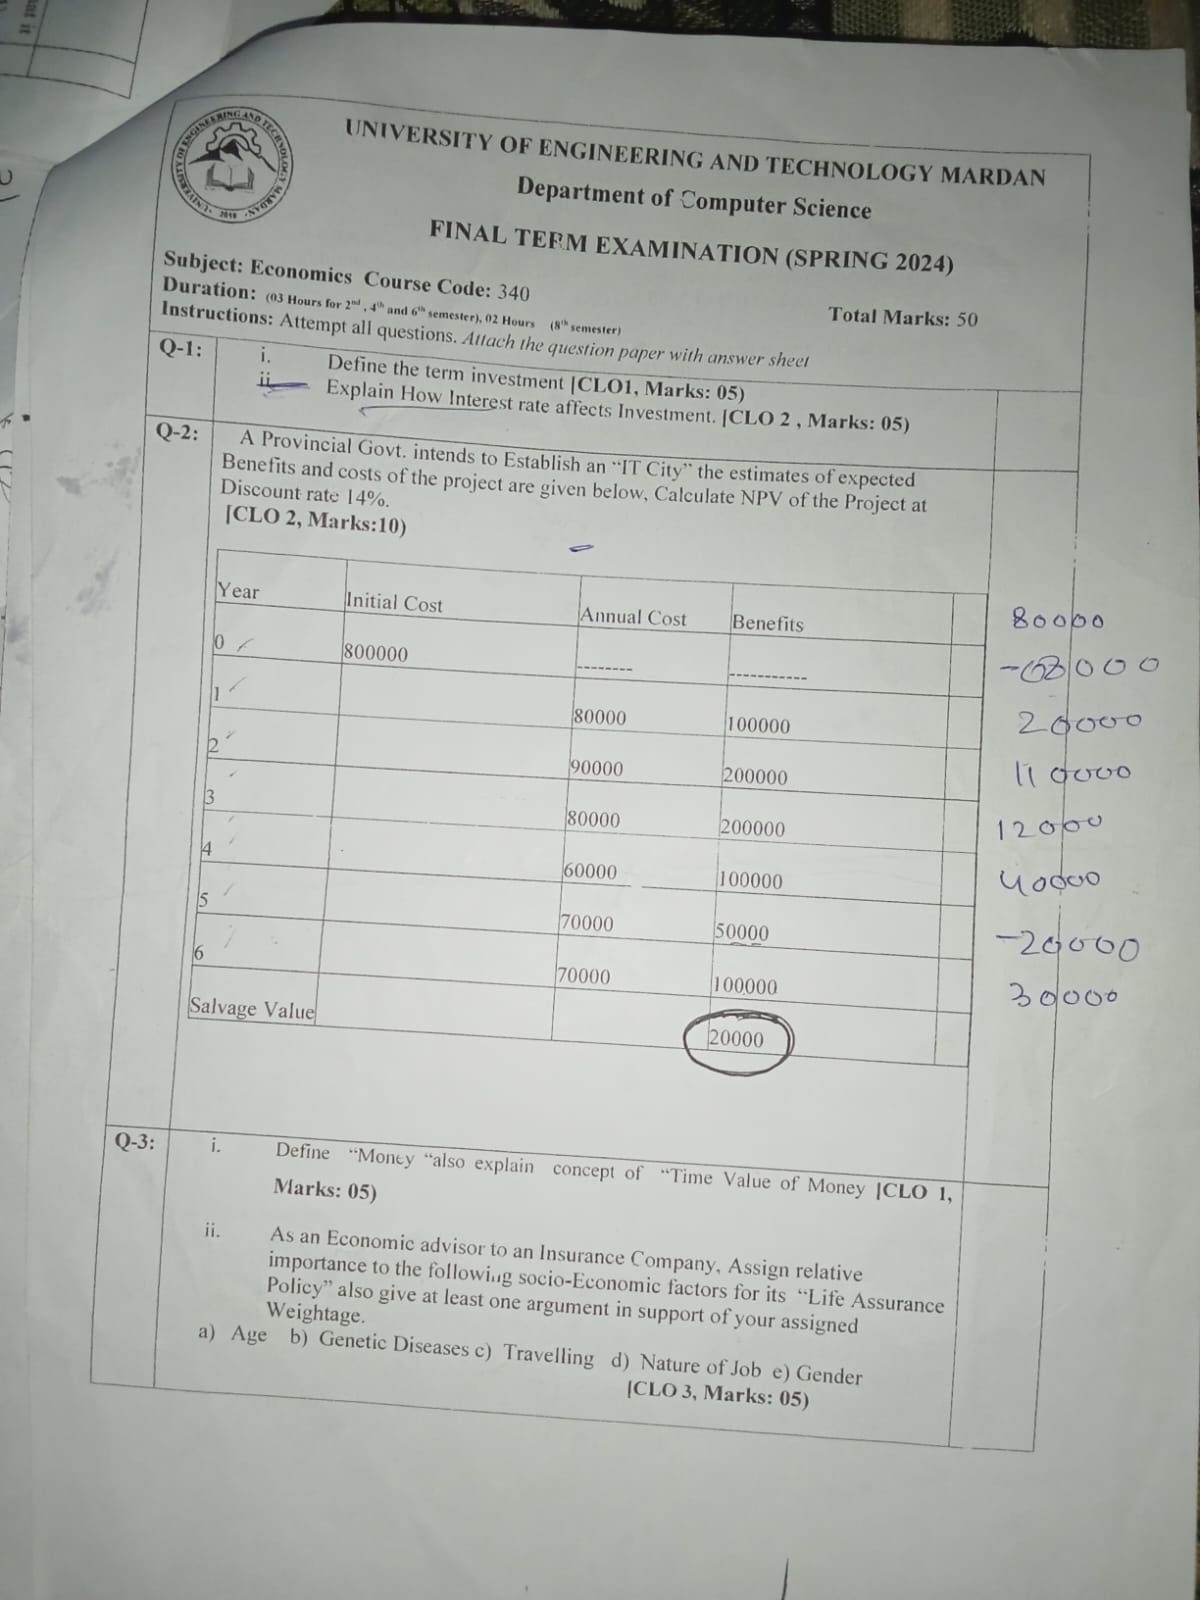 UNIVERSITY OF ENGINEERING AND TECHNOLOGY MARDAN
Department of Computer Science
FINAL TERM EXAMINATION (SPRING 2024)
Subject: Economics Course Code: 340
Total Marks: 50
Duration: (03 Hours for 2nd, 4th and 6th semester), 02 Hours (8th semester)
Instructions: Attempt all questions. Attach the question paper with answer sheet
Q-1: i. Define the term investment [CLO1, Marks: 05)
ii. Explain How Interest rate affects Investment. [CLO 2 , Marks: 05)
Q-2: A Provincial Govt. intends to Establish an “IT City” the estimates of expected
Benefits and costs of the project are given below, Calculate NPV of the Project at
Discount rate 14%.
[CLO 2, Marks:10)
Year Initial Cost Annual Cost Benefits
0 800000 -------- -----------
1 80000 100000
2 90000 200000
3 80000 200000
4 60000 100000
5 70000 50000
6 70000 100000
Salvage Value 20000
80000
20000
110000
12000
40000
-20000
30000
Q-3: i. Define “Money “also explain concept of “Time Value of Money [CLO 1,
Marks: 05)
ii. As an Economic advisor to an Insurance Company, Assign relative
importance to the following socio-Economic factors for its “Life Assurance
Policy” also give at least one argument in support of your assigned
Weightage.
a) Age b) Genetic Diseases c) Travelling d) Nature of Job e) Gender
[CLO 3, Marks: 05)